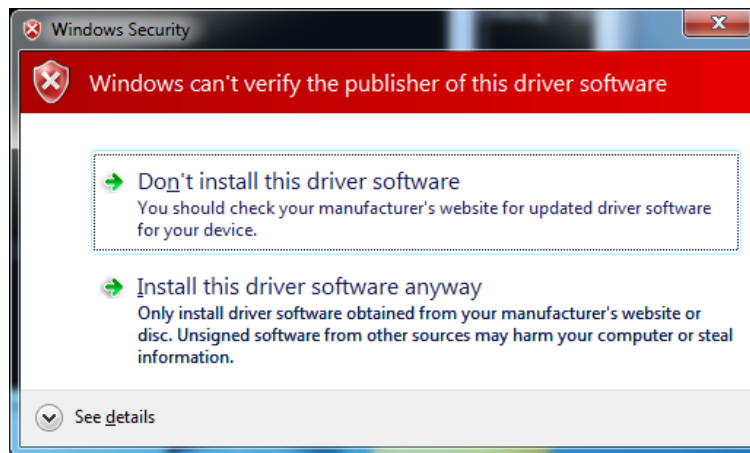 Windows Security
Windows can't verify the publisher of this driver software
Don't install this driver software
You should check your manufacturer's website for updated driver software
for your device.
Install this driver software anyway
Only install driver software obtained from your manufacturer's website or
disc. Unsigned software from other sources may harm your computer or steal
information.
See details